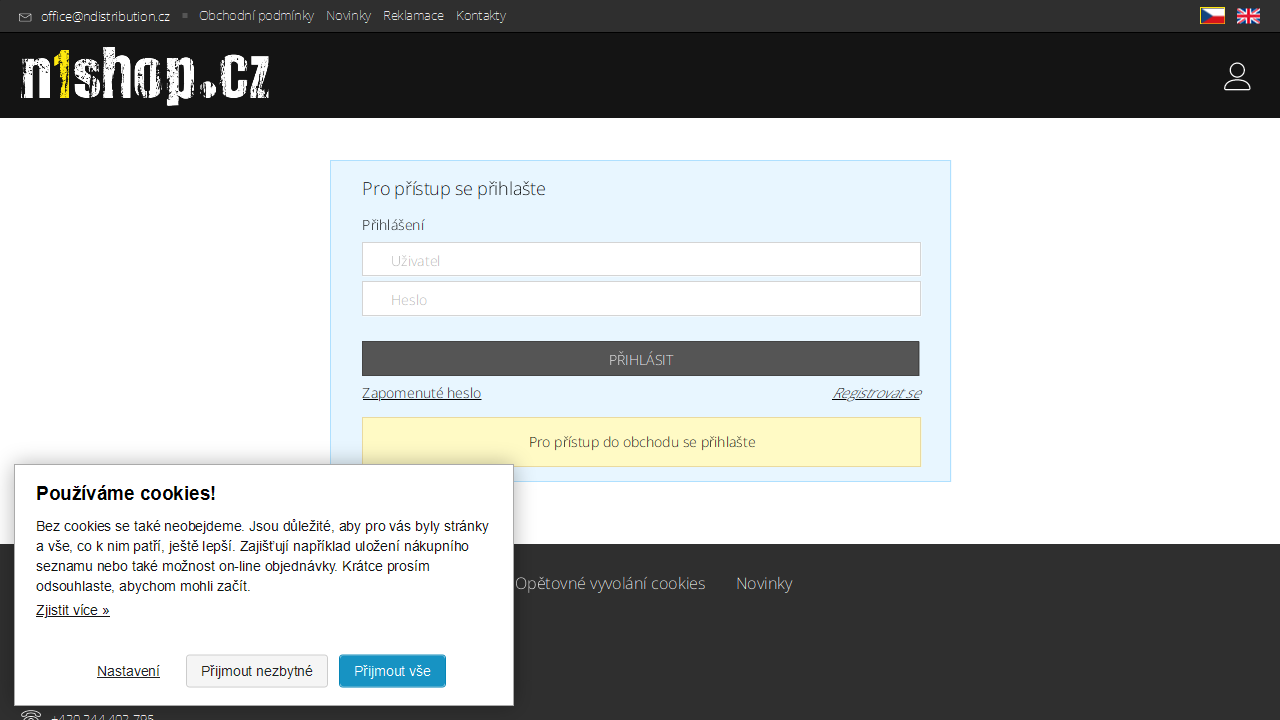 office@ndistribution.cz
Obchodní podmínky
Novinky
Reklamace
Kontakty
n1shop.cz
Pro přístup se přihlašte
Přihlášení
Uživatel
Heslo
PŘIHLÁSIT
Zapomenuté heslo
Registrovat se
Pro přístup do obchodu se přihlašte
Používáme cookies!
Bez cookies se také neobejdeme. Jsou důležité, aby pro vás byly stránky
a vše, co k nim patří, ještě lepší. Zajišťují například uložení nákupního
seznamu nebo také možnost on-line objednávky. Krátce prosím
odsouhlaste, abychom mohli začít.
Zjistit více »
Nastavení
Přijmout nezbytné
Přijmout vše
Opětovné vyvolání cookies
Novinky
+420 244 402 795